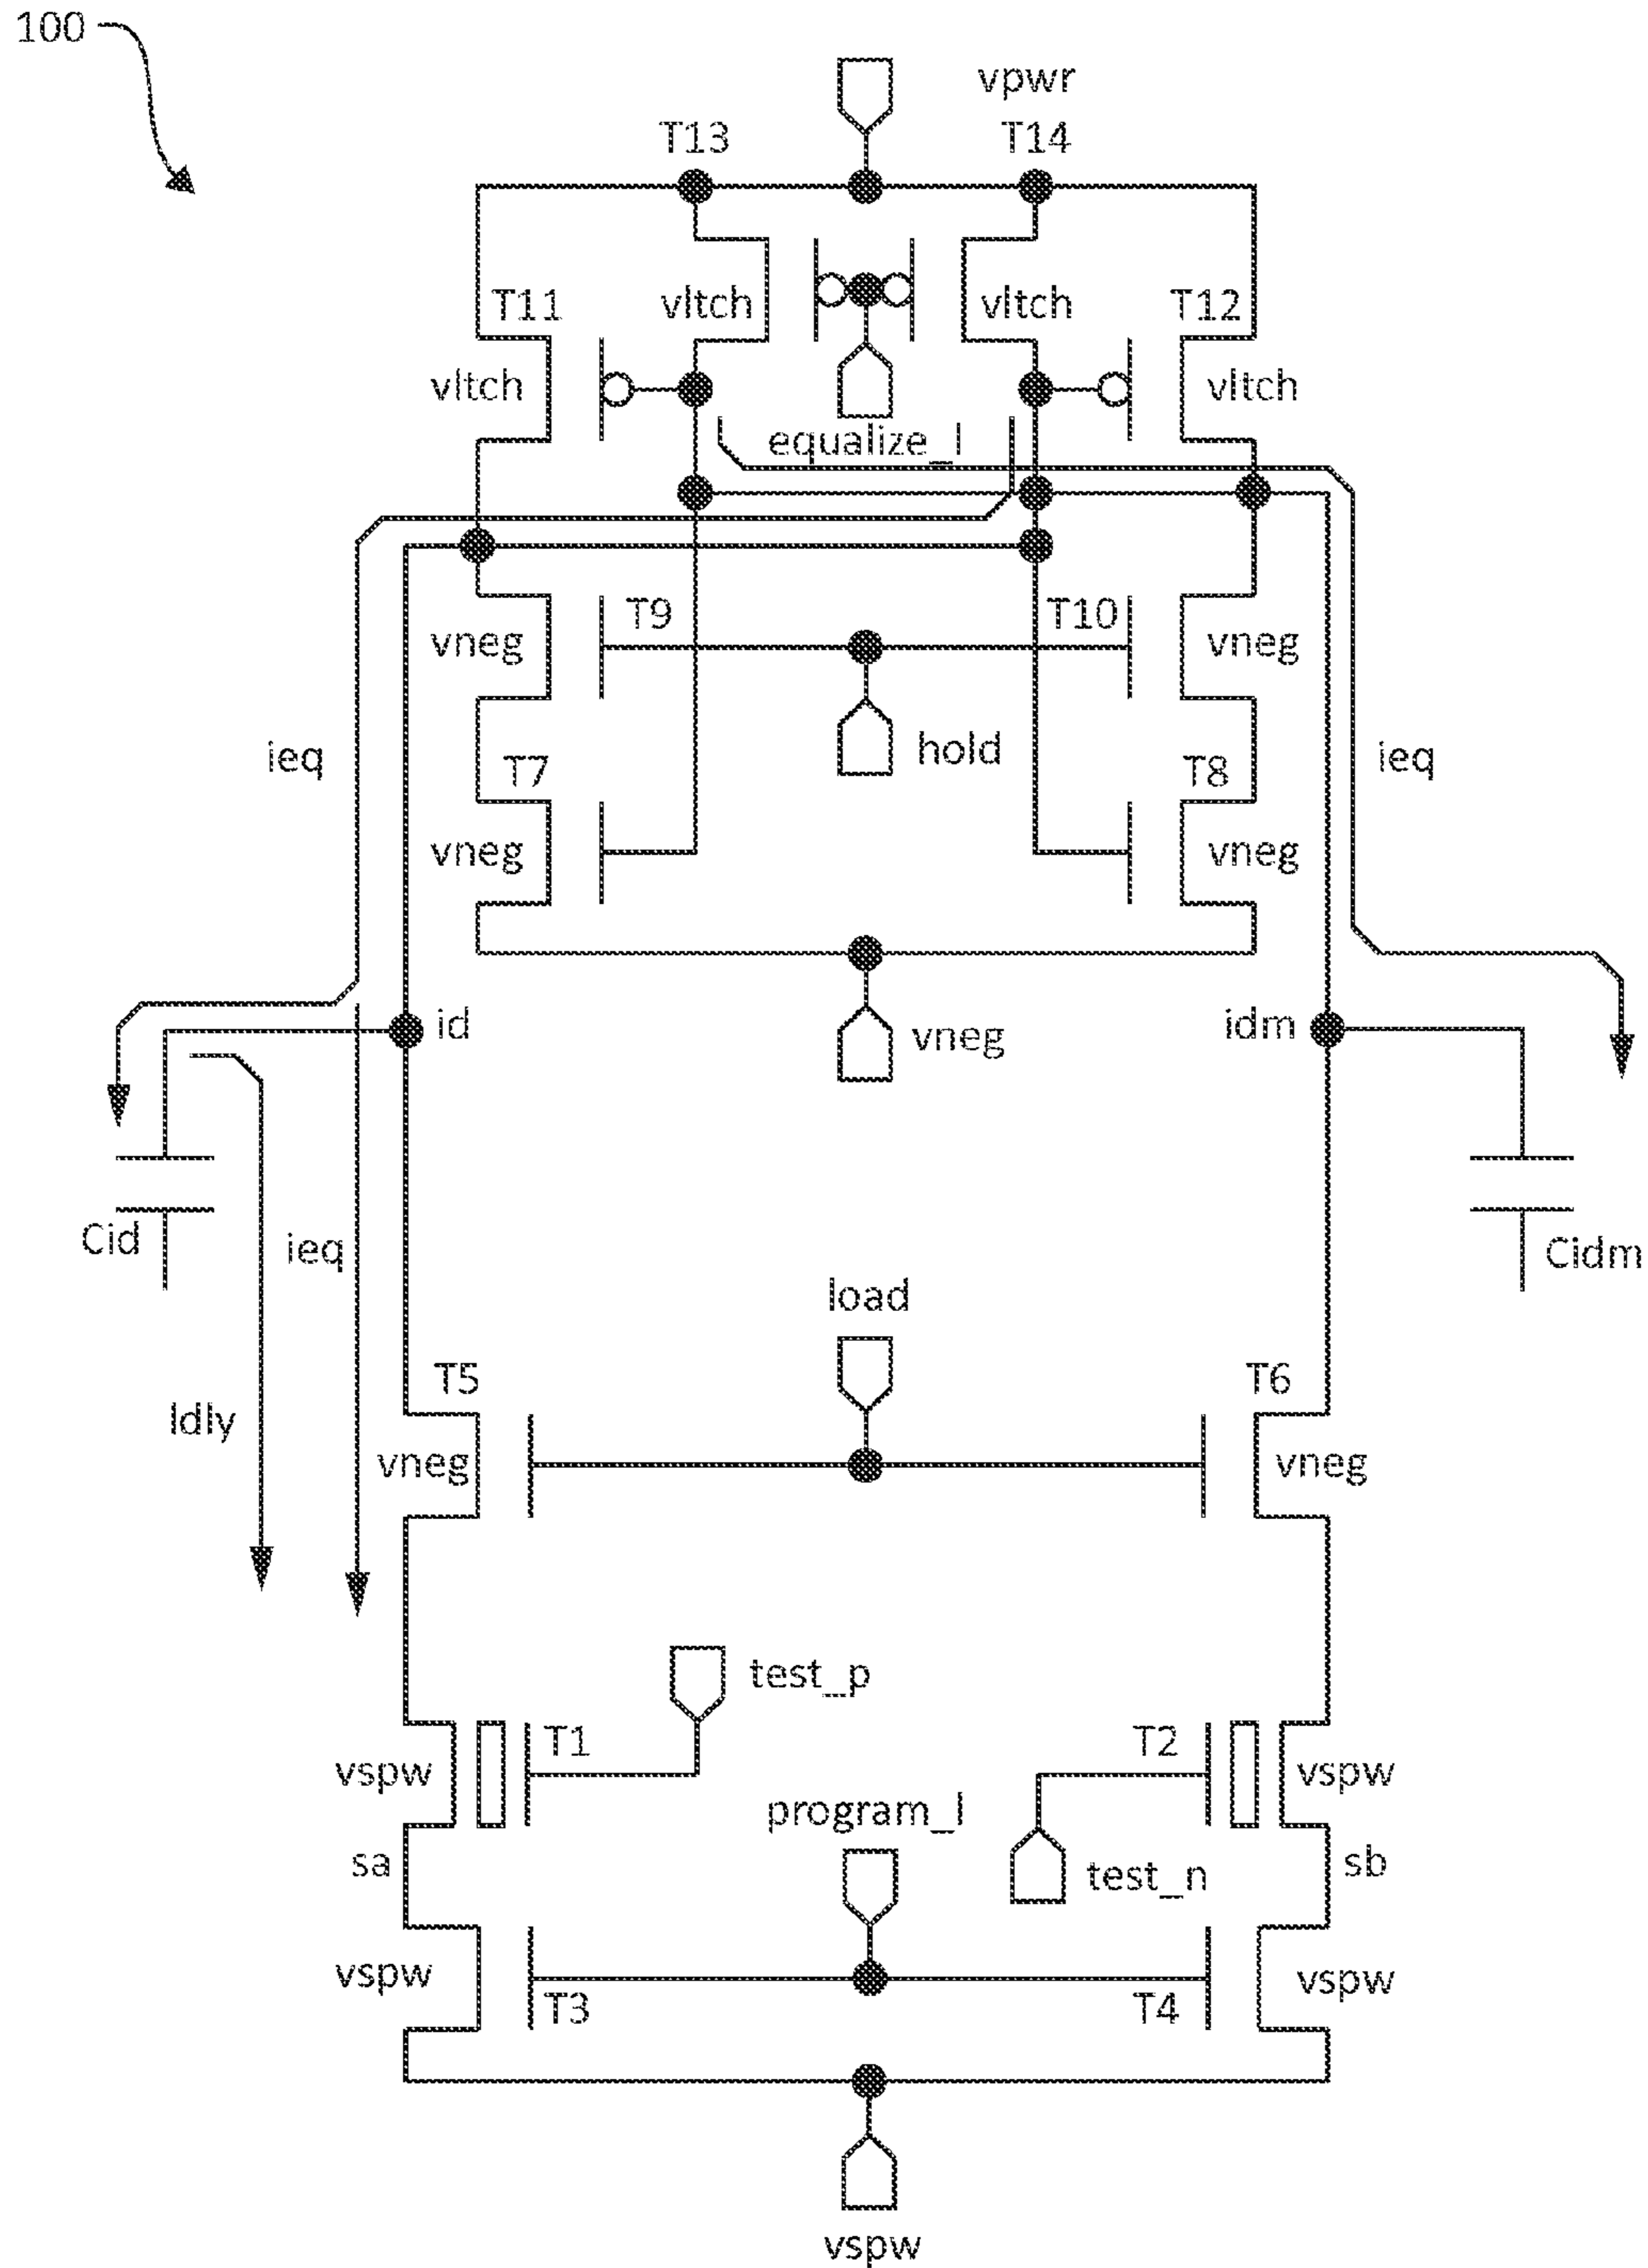 100
vpwr
T13
T14
T11
vltch
vltch
T12
vltch
vltch
equalize_l
T9
T10
vneg
vneg
ieq
hold
ieq
T7
T8
vneg
vneg
id
vneg
idm
Cid
ieq
Cidm
load
T5
T6
Idly
vneg
vneg
test_p
T1
T2
vspw
vspw
program_l
sa
test_n
sb
vspw
vspw
T3
T4
vspw